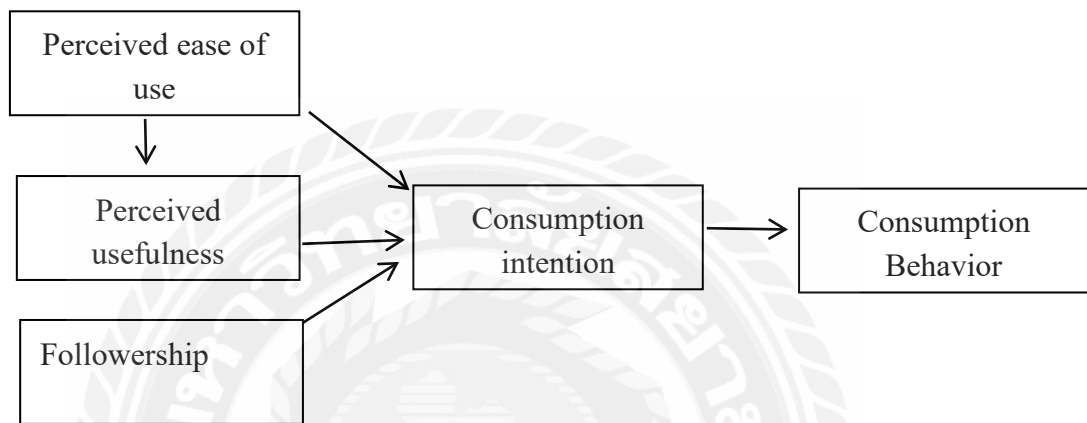 Perceived ease of
use
Perceived
usefulness
Consumption
intention
Consumption
Behavior
Followership